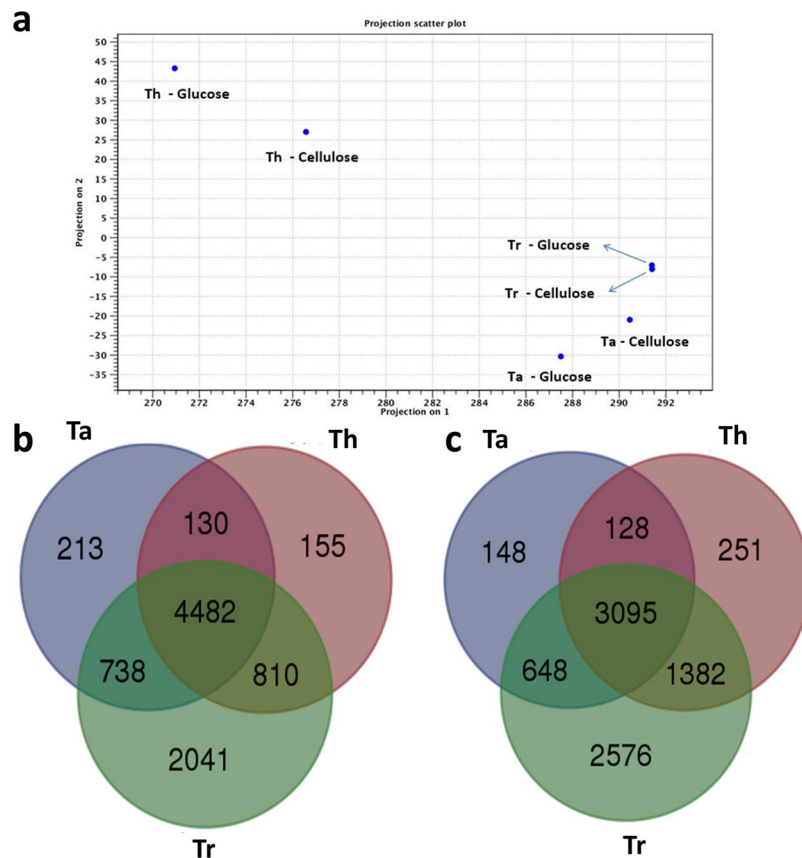 a
Projection scatter plot
50
45
40
35
30
25
20
15
10
5
0
-5
-10
-15
-20
-25
-30
-35
Projection on 2
Th - Glucose
Th - Cellulose
Tr - Glucose
Tr - Cellulose
Ta - Cellulose
Ta - Glucose
270 272 274 276 278 280 282 284 286 288 290 292
Projection on 1
b
Ta
Th
213
130
155
4482
738
810
2041
Tr
c
Ta
Th
148
128
251
3095
648
1382
2576
Tr